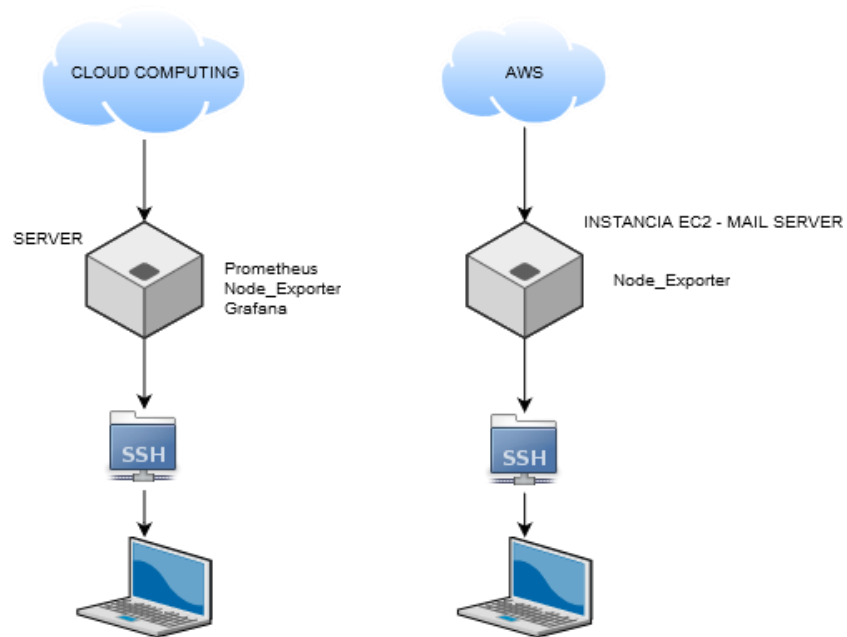 CLOUD COMPUTING
AWS
SERVER
Prometheus
Node_Exporter
Grafana
INSTANCIA EC2 - MAIL SERVER
Node_Exporter
SSH
SSH